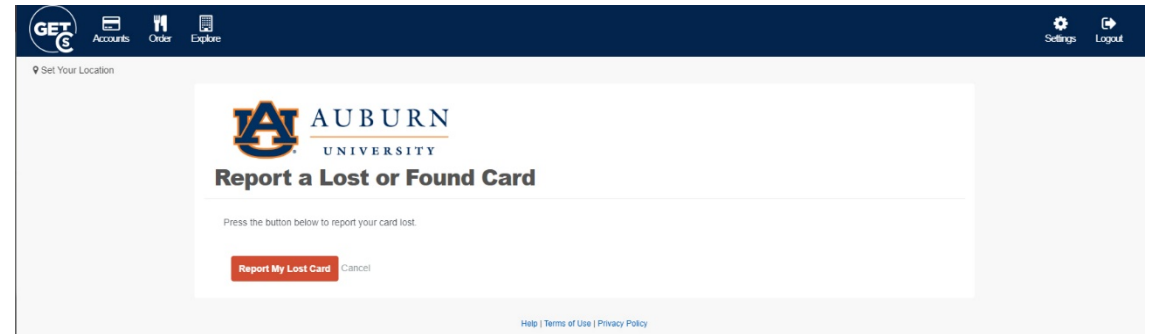 GET
Accounts Order Explore Settings Logout
Set Your Location
AUBURN
UNIVERSITY
Report a Lost or Found Card
Press the button below to report your card lost.
Report My Lost Card Cancel
Help | Terms of Use | Privacy Policy